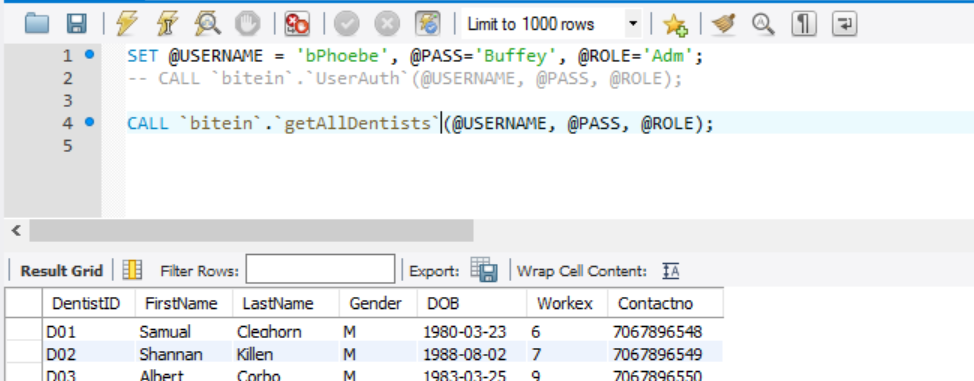 Limit to 1000 rows
1 SET @USERNAME = 'bPhoebe', @PASS='Buffey', @ROLE='Adm';
2 -- CALL `bitein`.`UserAuth`(@USERNAME, @PASS, @ROLE);
3
4 CALL `bitein`.`getAllDentists`(@USERNAME, @PASS, @ROLE);
5
Result Grid Filter Rows: Export: Wrap Cell Content: IA
DentistID FirstName LastName Gender DOB Workex Contactno
D01 Samual Cleghorn M 1980-03-23 6 7067896548
D02 Shannan Killen M 1988-08-02 7 7067896549
D03 Albert Corbo M 1983-03-25 9 7067896550